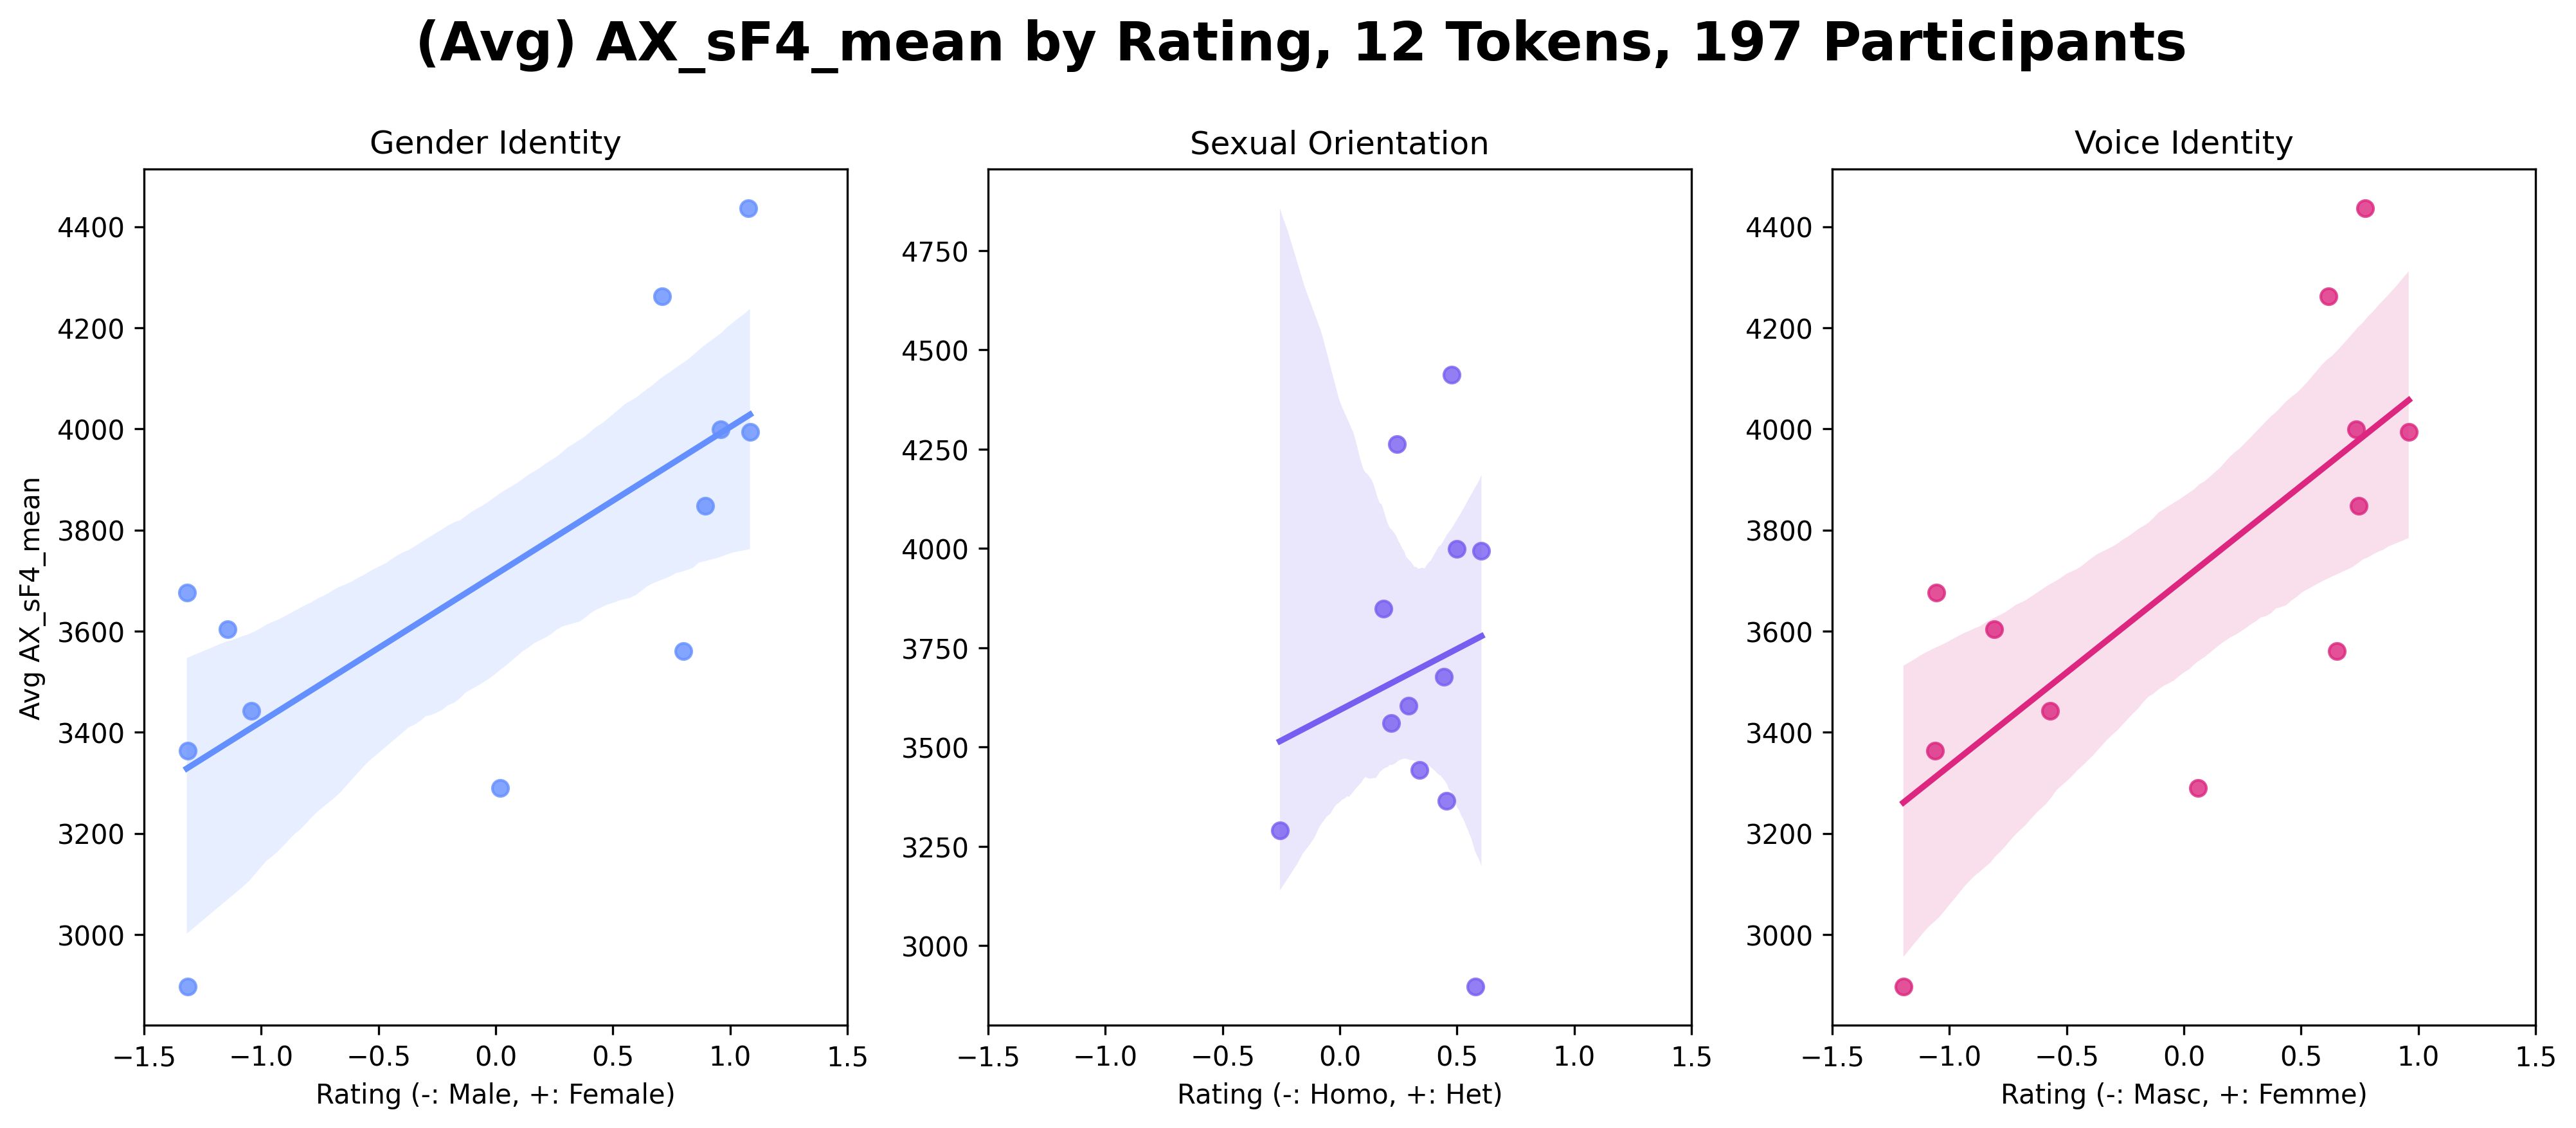 (Avg) AX_sF4_mean by Rating, 12 Tokens, 197 Participants
Gender Identity
Sexual Orientation
Voice Identity
Avg AX_sF4_mean
4400
4200
4000
3800
3600
3400
3200
3000
−1.5 −1.0 −0.5 0.0 0.5 1.0 1.5
Rating (-: Male, +: Female)
4750
4500
4250
4000
3750
3500
3250
3000
−1.5 −1.0 −0.5 0.0 0.5 1.0 1.5
Rating (-: Homo, +: Het)
4400
4200
4000
3800
3600
3400
3200
3000
−1.5 −1.0 −0.5 0.0 0.5 1.0 1.5
Rating (-: Masc, +: Femme)